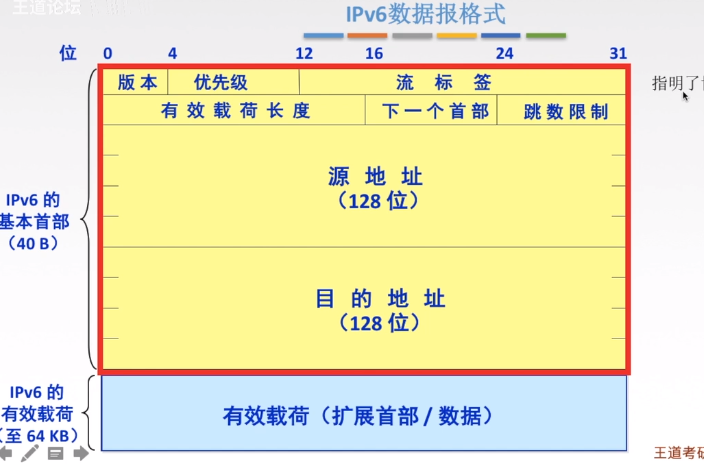 王道论坛
IPv6数据报格式
位 0 4 12 16 24 31
版本 优先级 流 标 签
有效载荷长度 下一个首部 跳数限制
源 地 址
（128 位）
目 的 地 址
（128 位）
IPv6 的
基本首部
（40 B）
IPv6 的
有效载荷
（至 64 KB）
有效载荷（扩展首部 / 数据）
指明了
王道考研